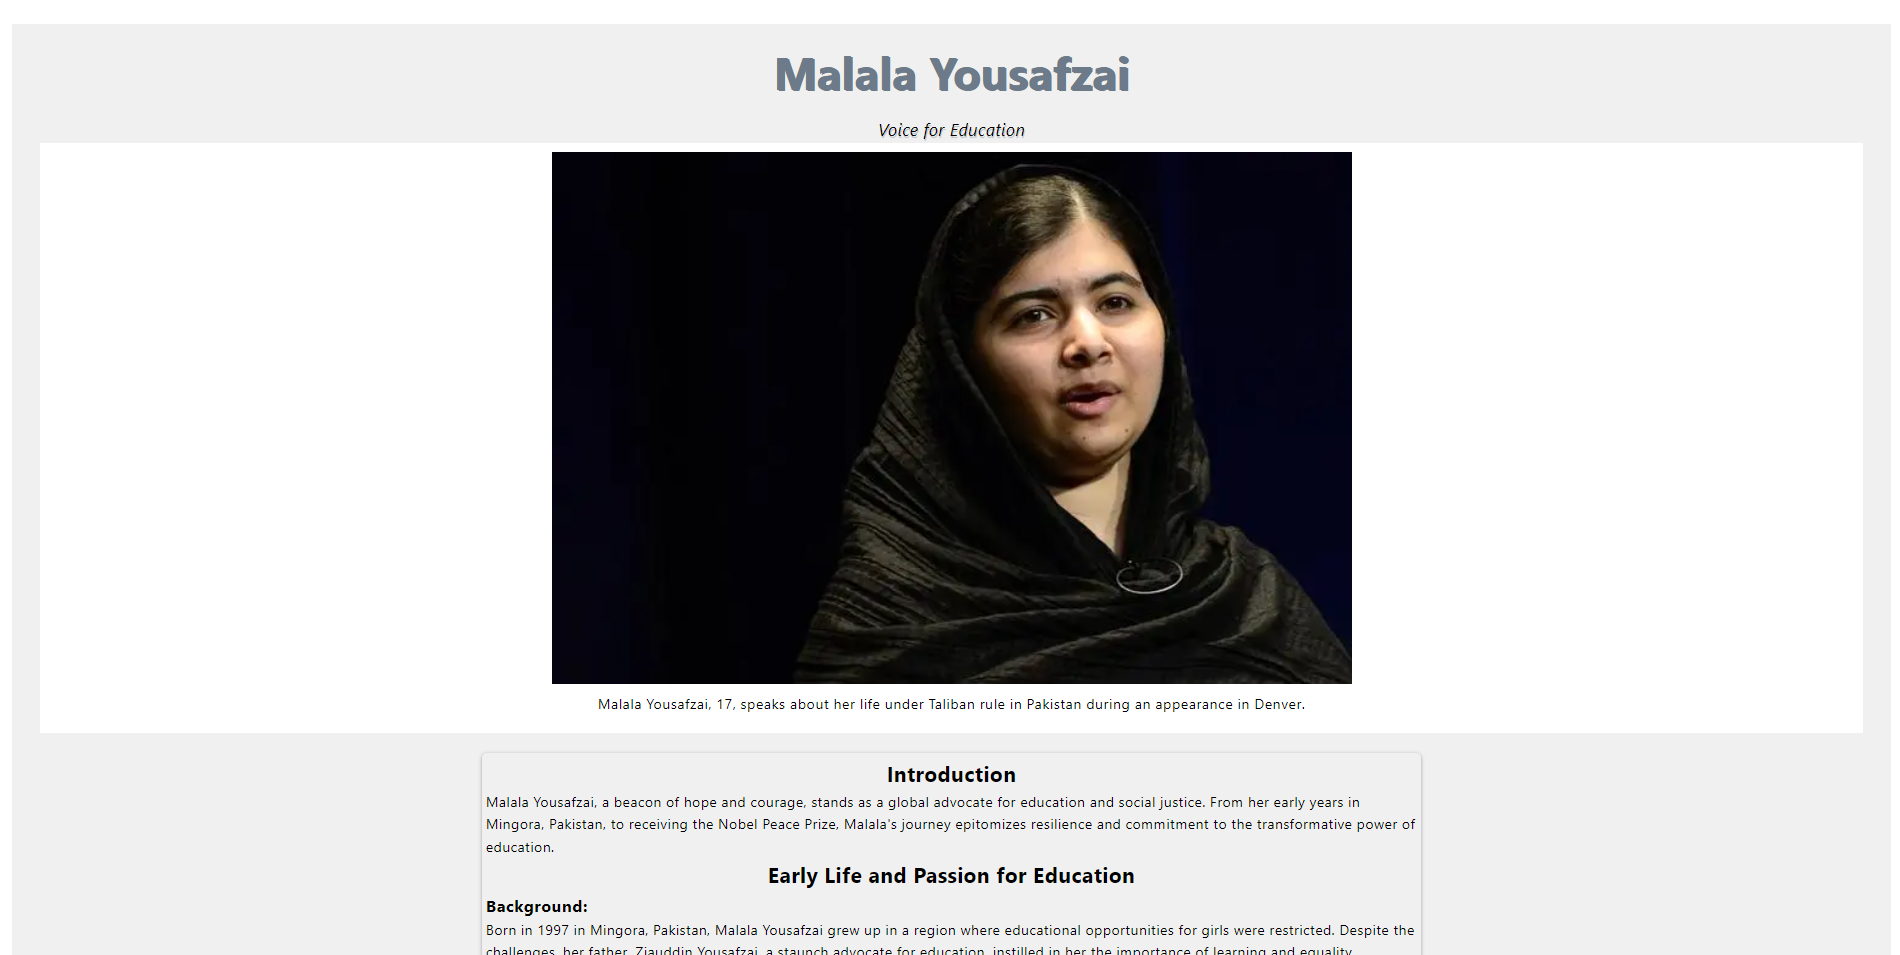 Malala Yousafzai
Voice for Education
Malala Yousafzai, 17, speaks about her life under Taliban rule in Pakistan during an appearance in Denver.
Introduction
Malala Yousafzai, a beacon of hope and courage, stands as a global advocate for education and social justice. From her early years in
Mingora, Pakistan, to receiving the Nobel Peace Prize, Malala's journey epitomizes resilience and commitment to the transformative power of
education.
Early Life and Passion for Education
Background:
Born in 1997 in Mingora, Pakistan, Malala Yousafzai grew up in a region where educational opportunities for girls were restricted. Despite the
challenges, her father, Ziauddin Yousafzai, a staunch advocate for education, instilled in her the importance of learning and equality.